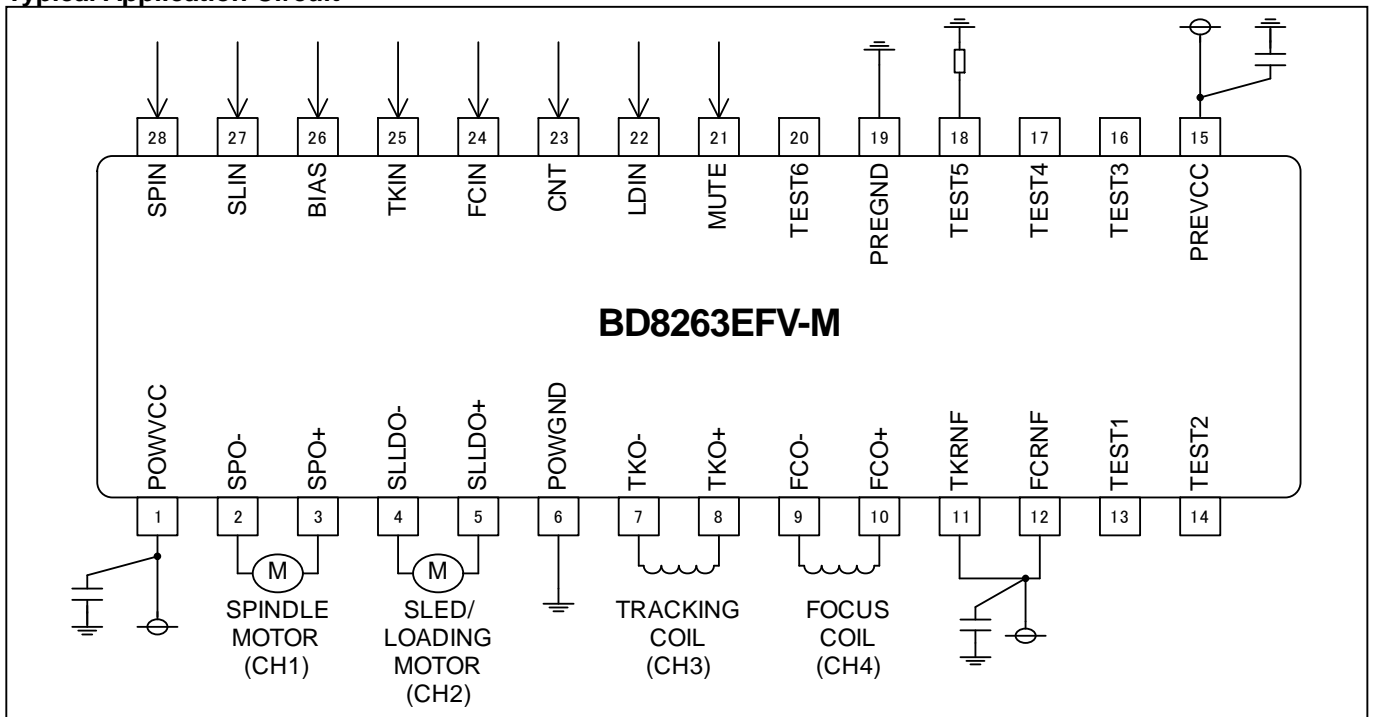 28 27 26 25 24 23 22 21 20 19 18 17 16 15
SPIN SLIN BIAS TKIN FCIN CNT LDIN MUTE TEST6 PREGND TEST5 TEST4 TEST3 PREVCC
BD8263EFV-M
POWVCC SPO- SPO+ SLLDO- SLLDO+ POWGND TKO- TKO+ FCO- FCO+ TKRNF FCRNF TEST1 TEST2
1 2 3 4 5 6 7 8 9 10 11 12 13 14
M M
SPINDLE
MOTOR
(CH1)
SLED/
LOADING
MOTOR
(CH2)
TRACKING
COIL
(CH3)
FOCUS
COIL
(CH4)